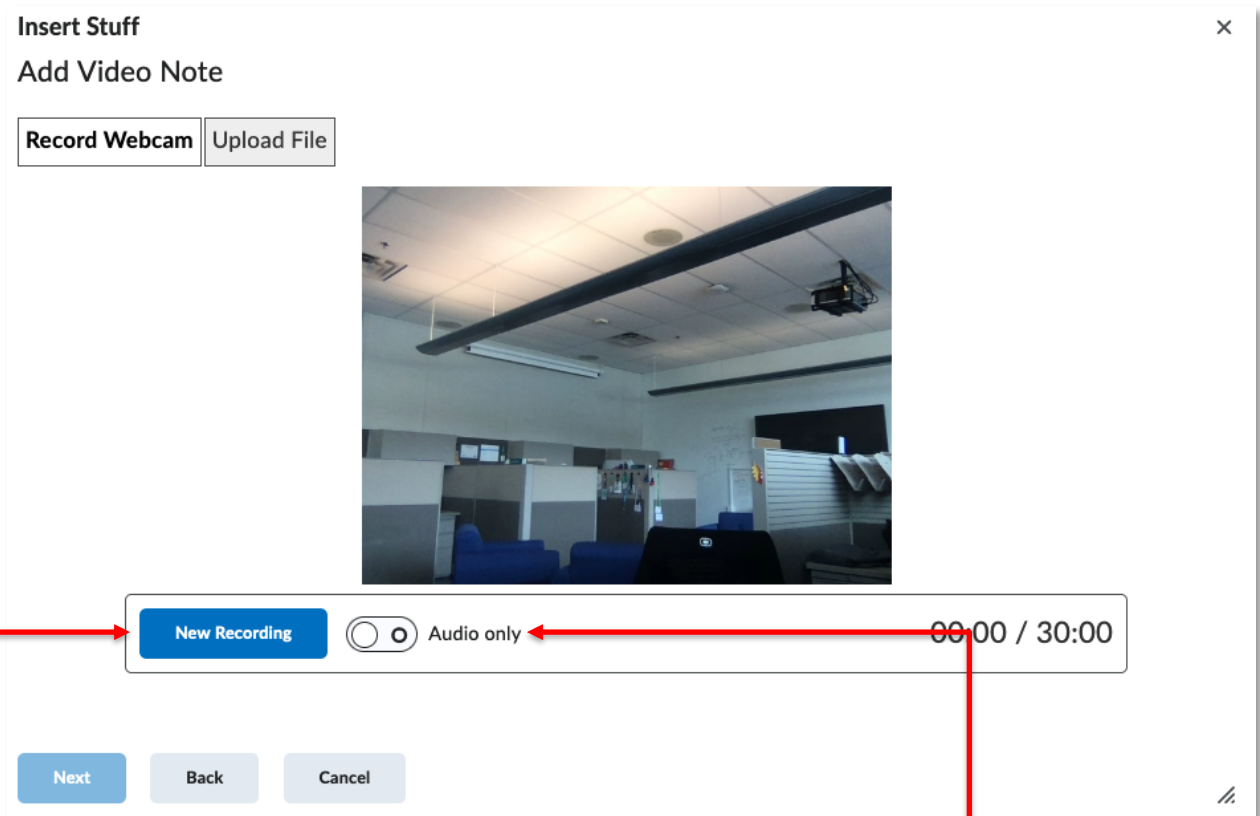 Insert Stuff
Add Video Note
Record Webcam Upload File
New Recording Audio only 00:00 / 30:00
Next Back Cancel